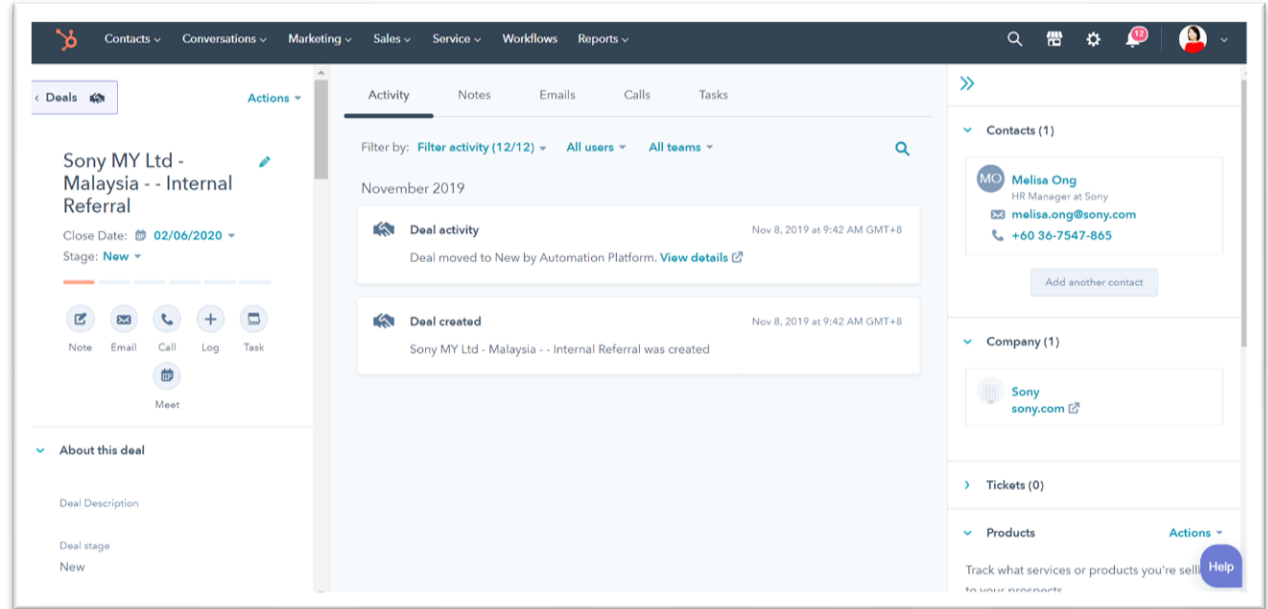 Contacts Conversations Marketing Sales Service Workflows Reports 12
Deals
Actions
Sony MY Ltd -
Malaysia - - Internal
Referral
Close Date: 02/06/2020
Stage: New
Note Email Call Log Task
Meet
About this deal
Deal Description
Deal stage
New
Activity Notes Emails Calls Tasks
Filter by: Filter activity (12/12) All users All teams
November 2019
Deal activity Nov 8, 2019 at 9:42 AM GMT+8
Deal moved to New by Automation Platform. View details
Deal created Nov 8, 2019 at 9:42 AM GMT+8
Sony MY Ltd - Malaysia - - Internal Referral was created
Contacts (1)
MO Melisa Ong
HR Manager at Sony
melisa.ong@sony.com
+60 36-7547-865
Add another contact
Company (1)
Sony
sony.com
Tickets (0)
Products Actions
Track what services or products you're selli
Help
to your prospects